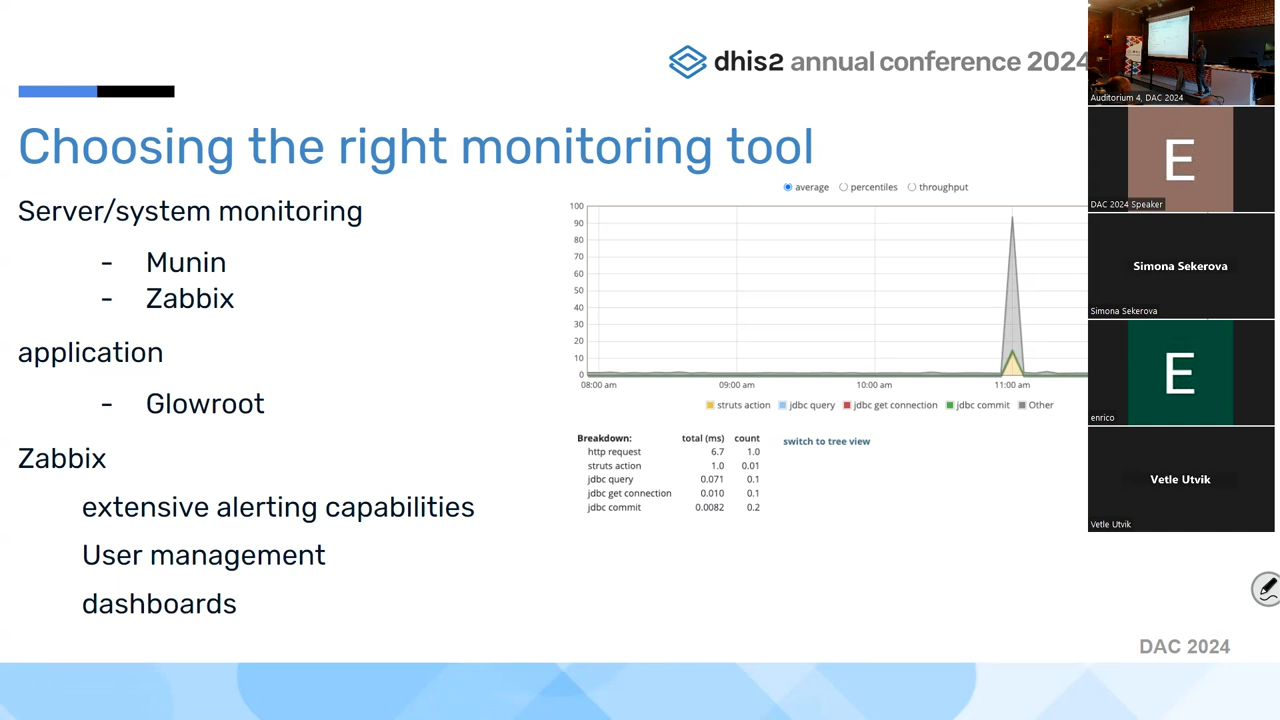 dhis2 annual conference 2024
Choosing the right monitoring tool
Server/system monitoring
- Munin
- Zabbix
application
- Glowroot
Zabbix
extensive alerting capabilities
User management
dashboards
average percentiles throughput
100
90
80
70
60
50
40
30
20
10
0
08:00 am 09:00 am 10:00 am 11:00 am
struts action jdbc query jdbc get connection jdbc commit Other
Breakdown: total (ms) count
http request 6.7 1.0
struts action 1.0 0.01
jdbc query 0.071 0.1
jdbc get connection 0.010 0.1
jdbc commit 0.0082 0.2
switch to tree view
Auditorium 4, DAC 2024
E
DAC 2024 Speaker
Simona Sekerova
Simona Sekerova
E
enrico
Vetle Utvik
Vetle Utvik
DAC 2024